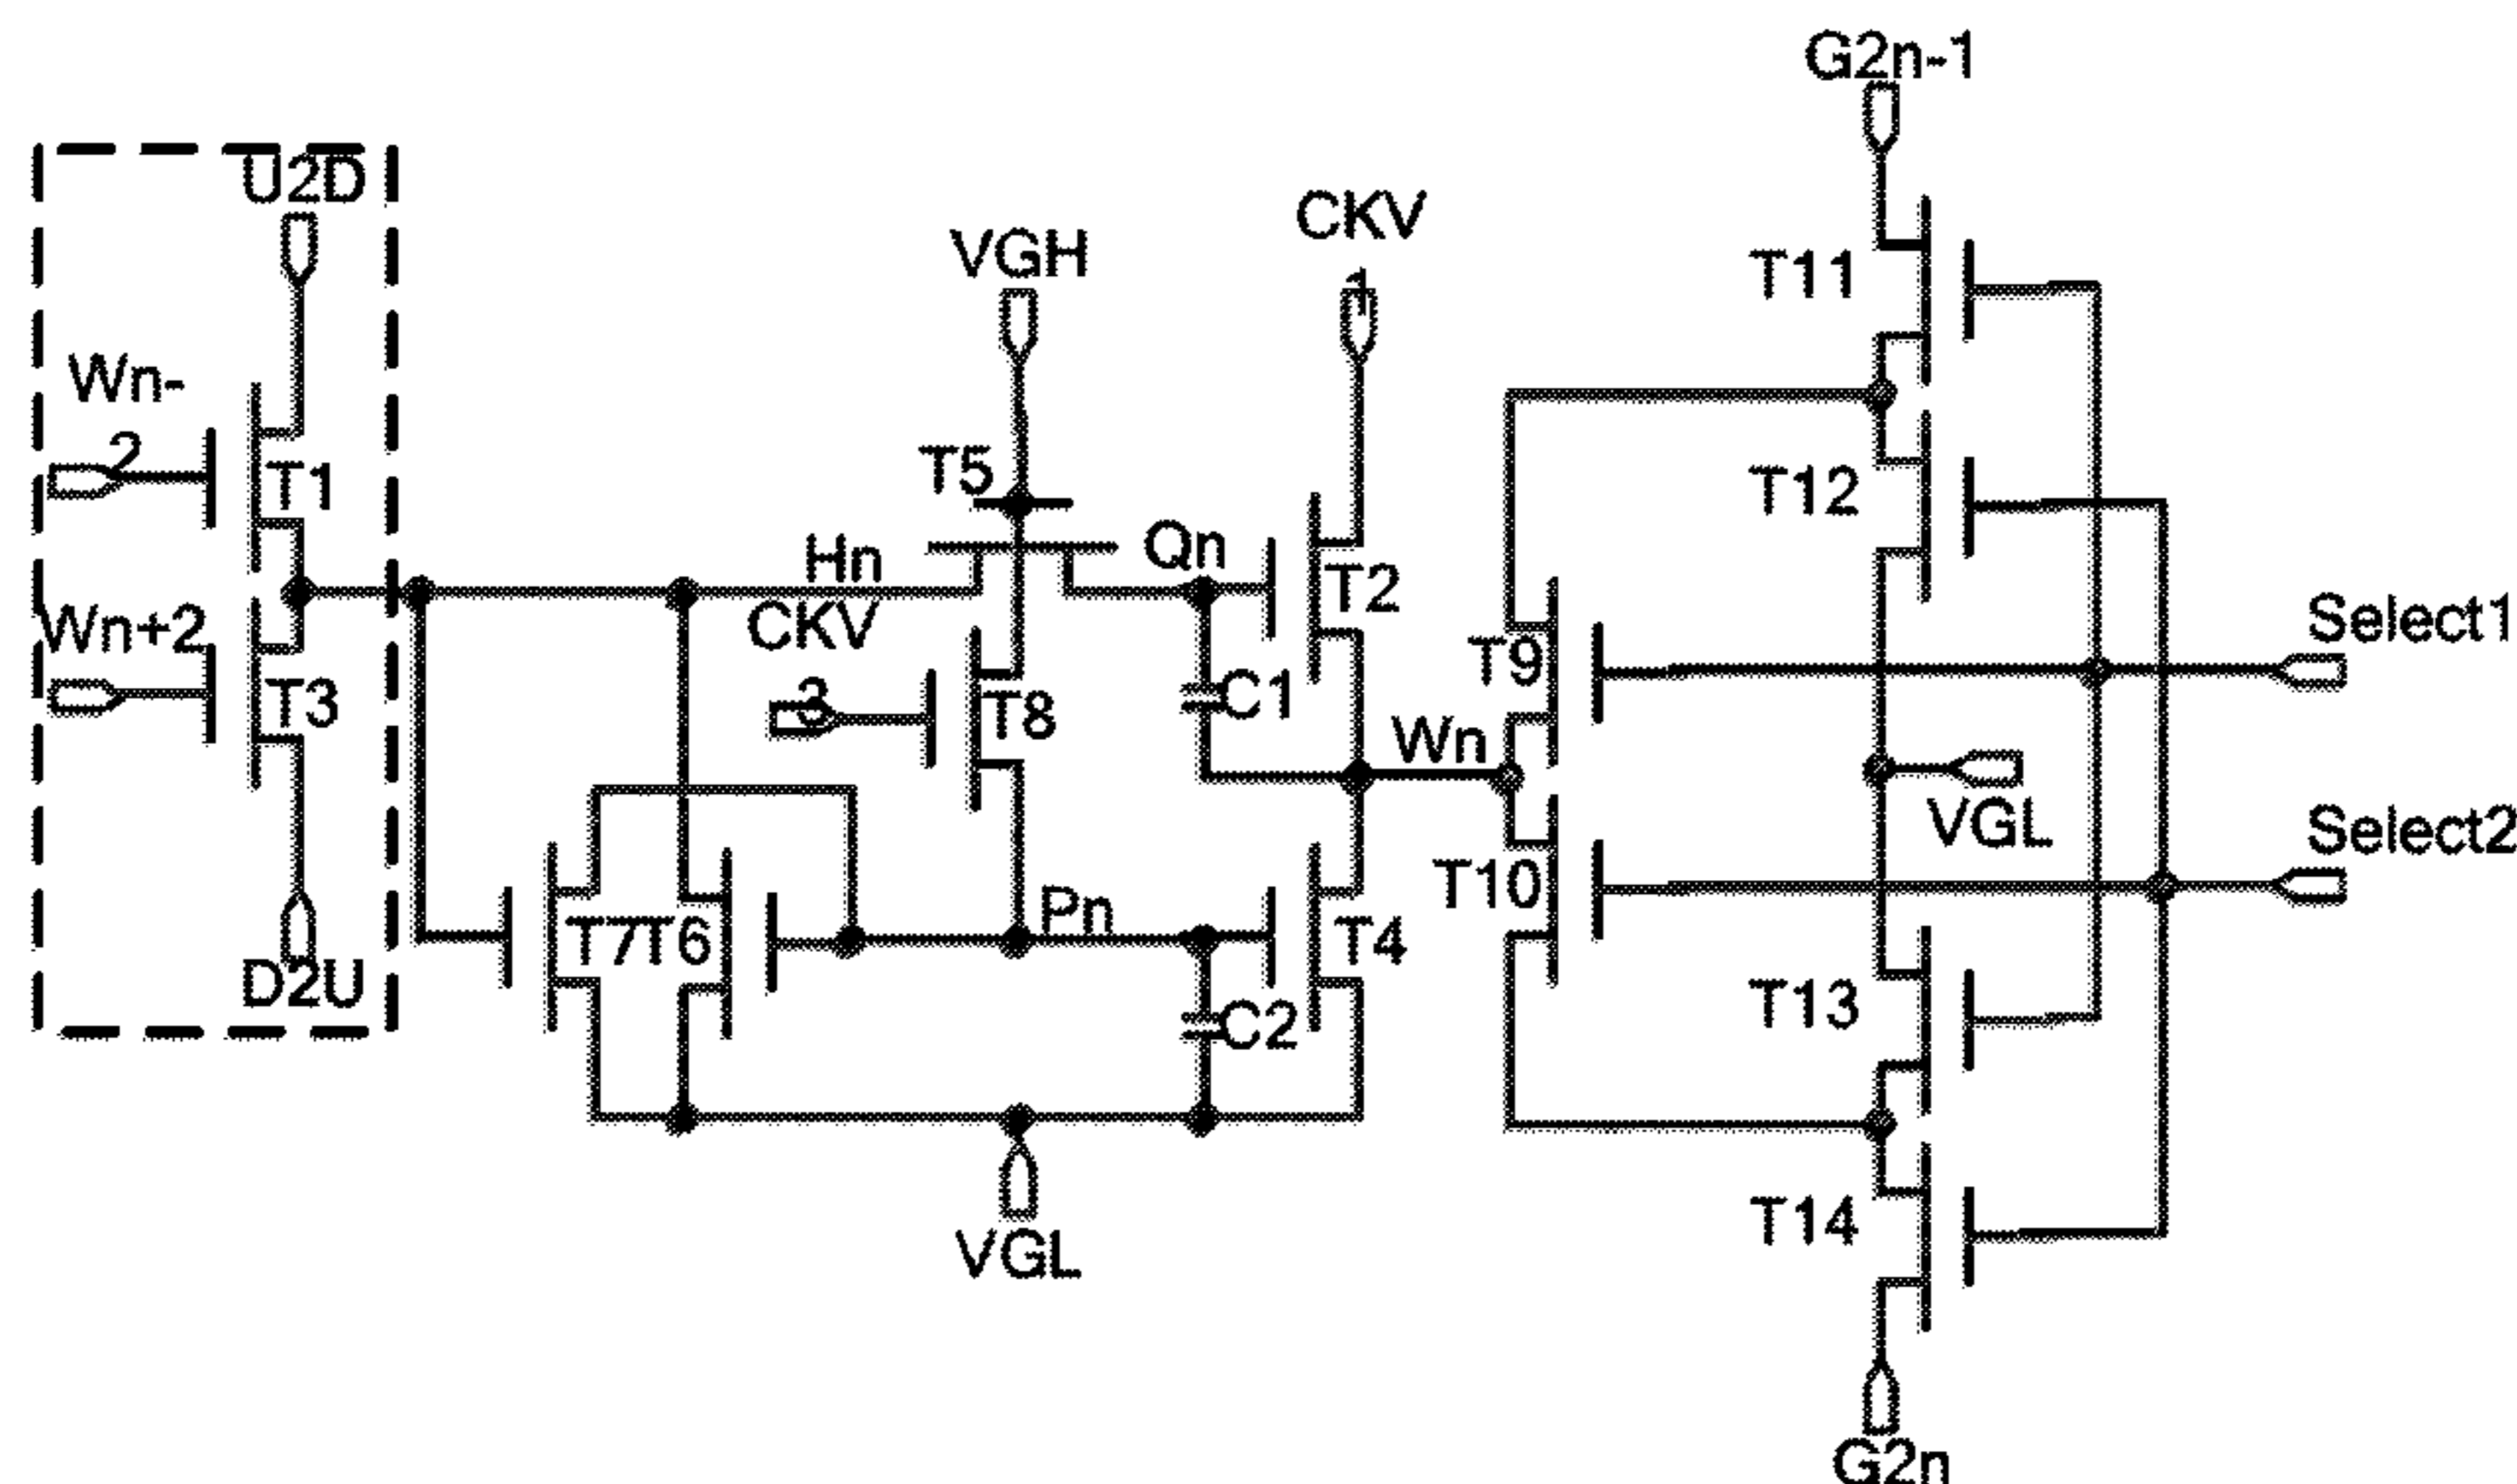 G2n-1
U2D
CKV
1
VGH
T11
Wn-
2
T5
T1
T12
Hn
Qn
T2
CKV
Wn+2
Select1
T9
T3
3
T8
C1
Wn
VGL
Select2
T10
Pn
T7
T6
T4
D2U
T13
C2
T14
VGL
G2n